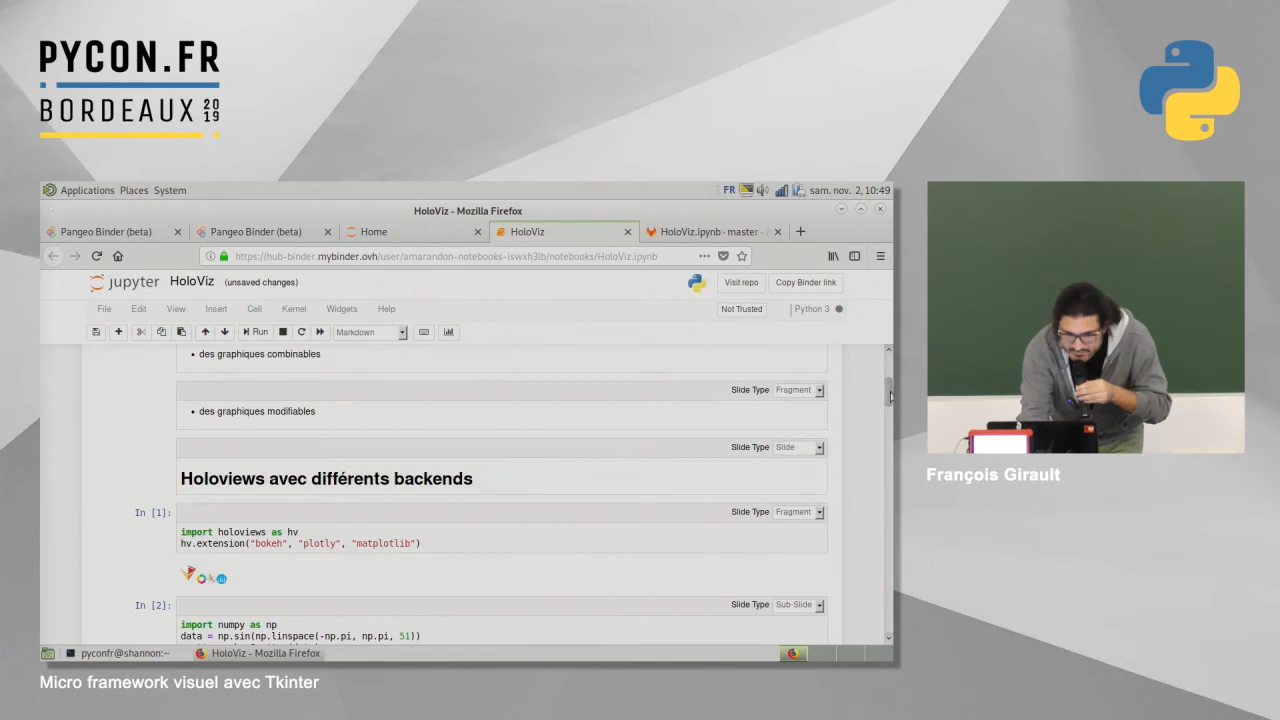 PYCON.FR
BORDEAUX 20
19
Applications Places System
FR sam. nov. 2, 10:49
HoloViz - Mozilla Firefox
Pangeo Binder (beta)
Pangeo Binder (beta)
Home
HoloViz
HoloViz.ipynb - master -
https://hub-binder.mybinder.ovh/user/amarandon-notebooks-iswxh3lb/notebooks/HoloViz.ipynb
jupyter HoloViz (unsaved changes)
Visit repo
Copy Binder link
File Edit View Insert Cell Kernel Widgets Help
Not Trusted
Python 3
Run
Markdown
• des graphiques combinables
Slide Type Fragment
• des graphiques modifiables
Slide Type Slide
Holoviews avec différents backends
In [1]:
Slide Type Fragment
import holoviews as hv
hv.extension("bokeh", "plotly", "matplotlib")
In [2]:
Slide Type Sub-Slide
import numpy as np
data = np.sin(np.linspace(-np.pi, np.pi, 51))
pyconfr@shannon:~
HoloViz - Mozilla Firefox
François Girault
Micro framework visuel avec Tkinter